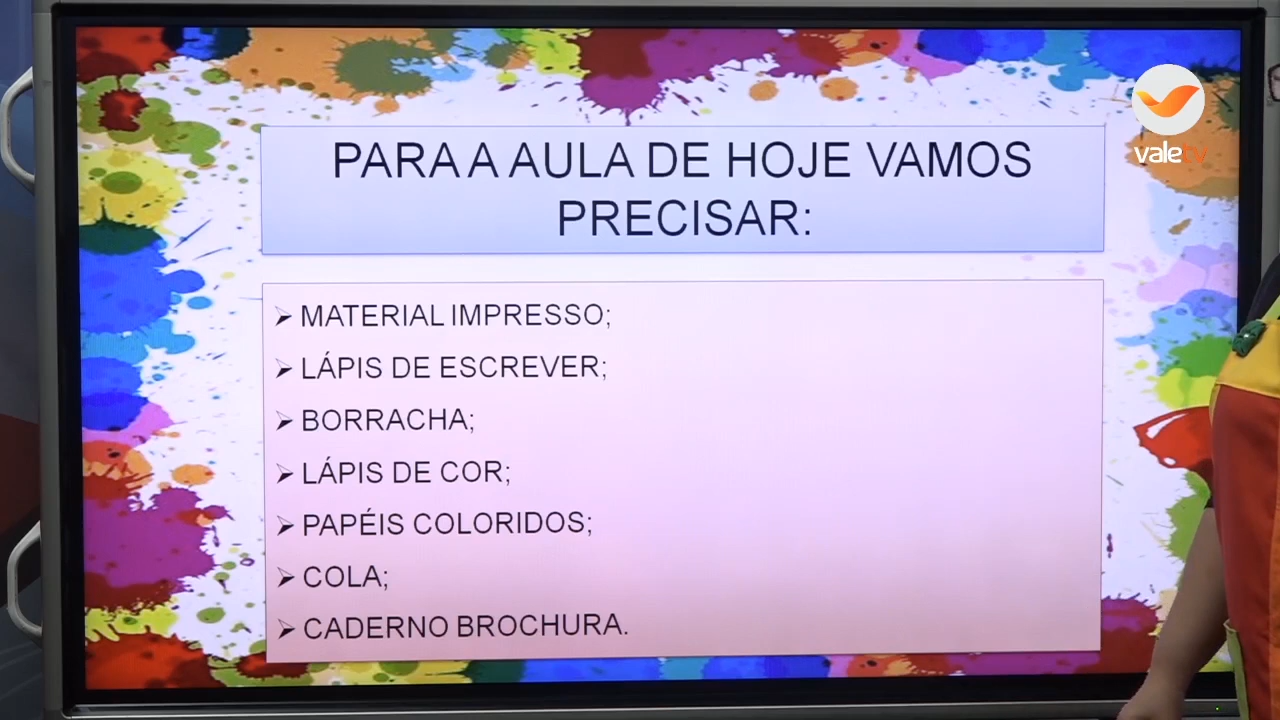 valetv
PARA A AULA DE HOJE VAMOS
PRECISAR:
➢ MATERIAL IMPRESSO;
➢ LÁPIS DE ESCREVER;
➢ BORRACHA;
➢ LÁPIS DE COR;
➢ PAPÉIS COLORIDOS;
➢ COLA;
➢ CADERNO BROCHURA.